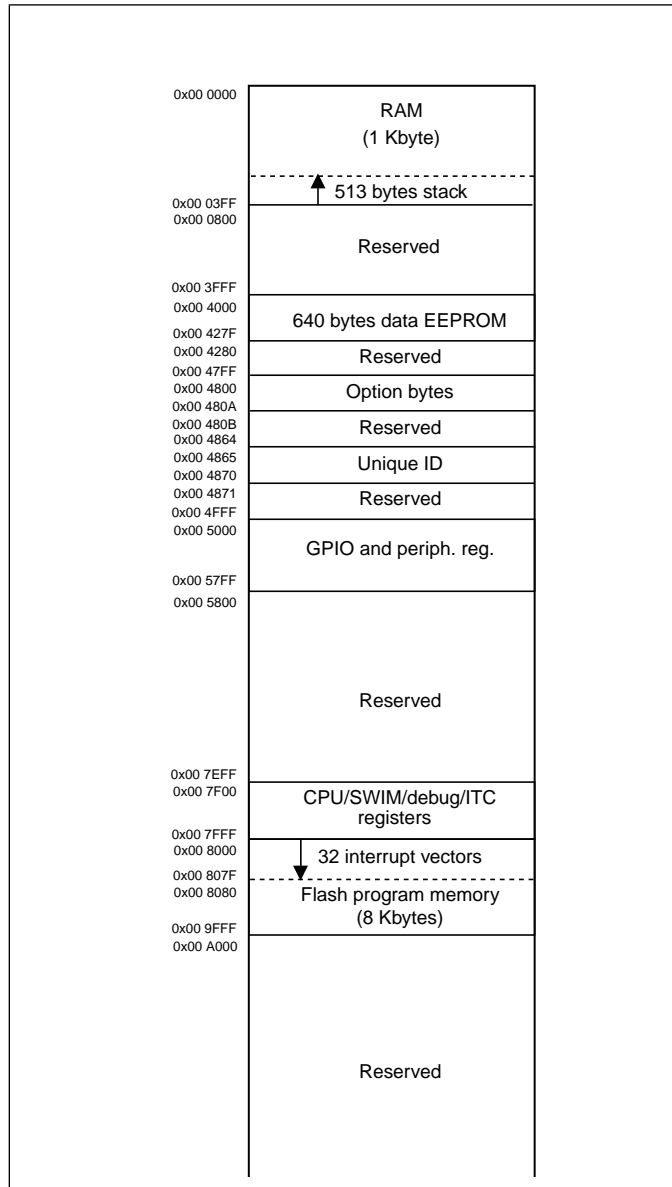 0x00 0000
RAM
(1 Kbyte)
513 bytes stack
0x00 03FF
0x00 0800
Reserved
0x00 3FFF
0x00 4000
640 bytes data EEPROM
0x00 427F
0x00 4280
Reserved
0x00 47FF
0x00 4800
Option bytes
0x00 480A
0x00 480B
Reserved
0x00 4864
0x00 4865
Unique ID
0x00 4870
0x00 4871
Reserved
0x00 4FFF
0x00 5000
GPIO and periph. reg.
0x00 57FF
0x00 5800
Reserved
0x00 7EFF
0x00 7F00
CPU/SWIM/debug/ITC
registers
0x00 7FFF
0x00 8000
32 interrupt vectors
0x00 807F
0x00 8080
Flash program memory
(8 Kbytes)
0x00 9FFF
0x00 A000
Reserved